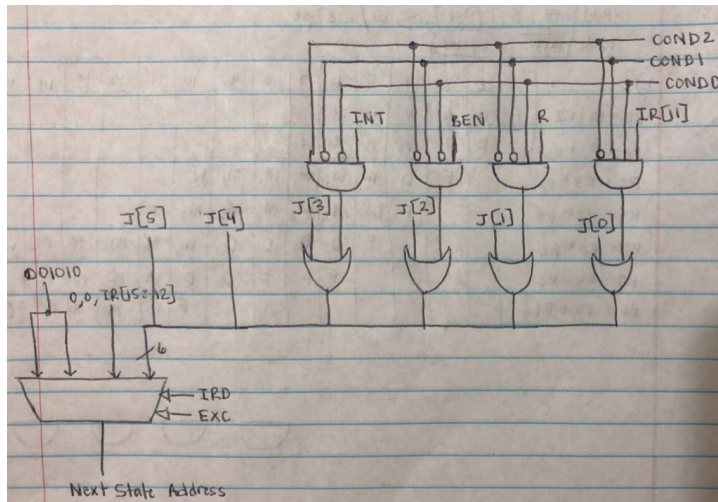 COND2
COND1
COND0
INT
BEN
R
IR[11]
J[5]
J[4]
J[3]
J[2]
J[1]
J[0]
001010
0,0,IR[15:12]
6
IRD
EXC
Next State Address